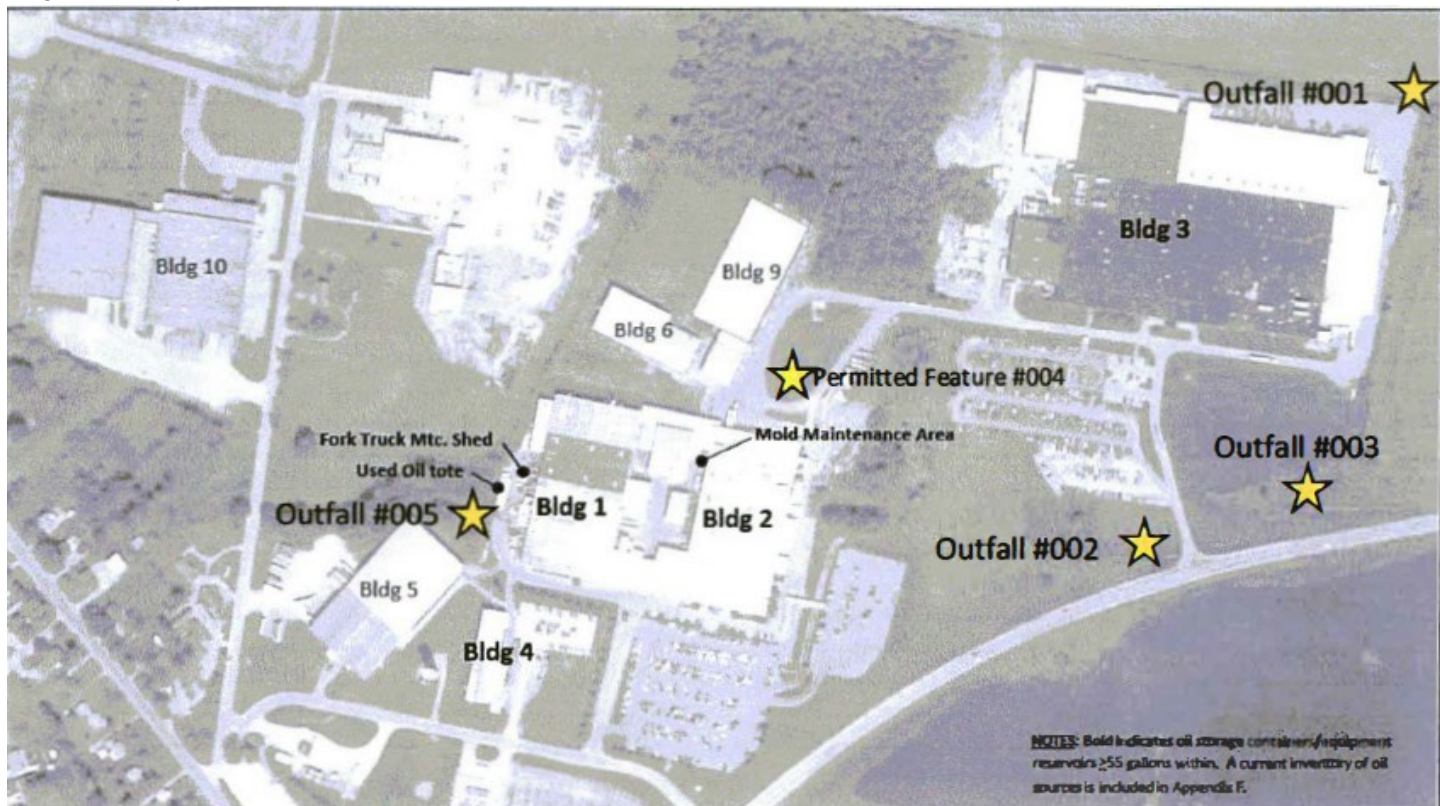 Outfall #001
Bldg 3
Bldg 10
Bldg 9
Bldg 6
Permitted Feature #004
Fork Truck Mtc. Shed
Mold Maintenance Area
Used Oil tote
Outfall #003
Bldg 1
Bldg 2
Outfall #005
Outfall #002
Bldg 5
Bldg 4
NOTES: Bold indicates oil storage containers/equipment
reservoirs ≥55 gallons within. A current inventory of oil
sources is included in Appendix F.